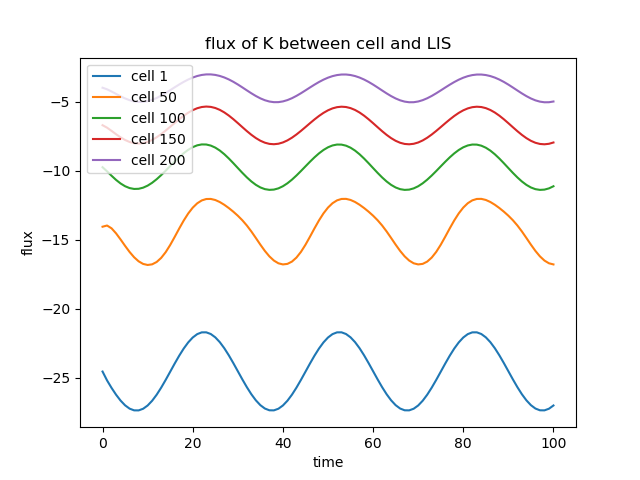 flux of K between cell and LIS
cell 1
cell 50
cell 100
cell 150
cell 200
−5
−10
−15
−20
−25
flux
0 20 40 60 80 100
time